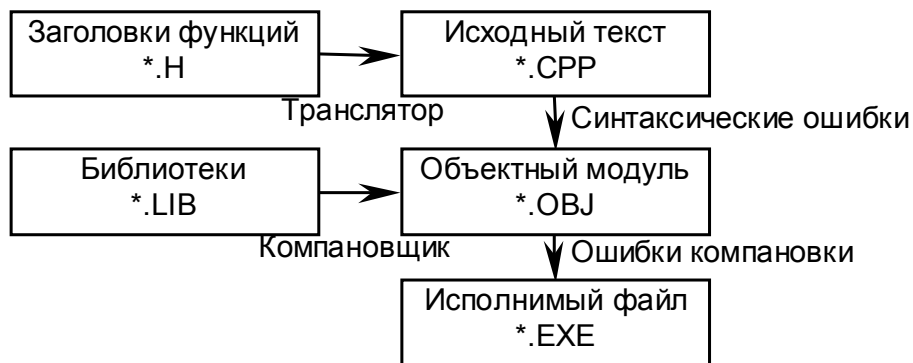 Заголовки функций
*.H
Исходный текст
*.CPP
Транслятор
Синтаксические ошибки
Библиотеки
*.LIB
Объектный модуль
*.OBJ
Компановщик
Ошибки компановки
Исполнимый файл
*.EXE